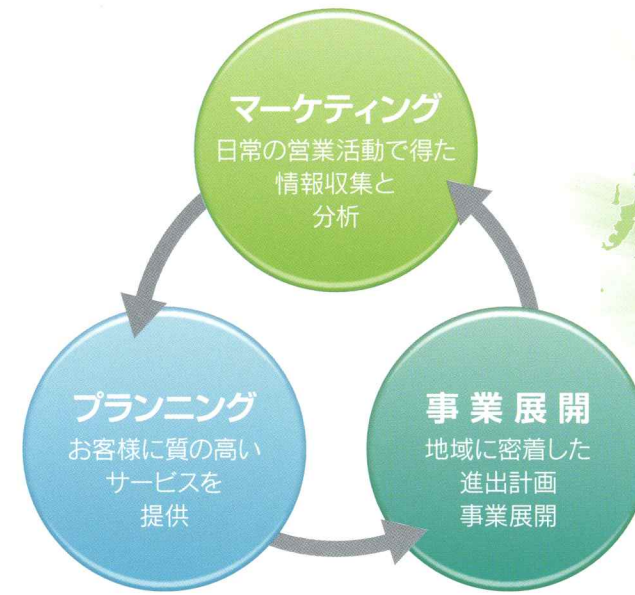 マーケティング
日常の営業活動で得た
情報収集と
分析
プランニング
お客様に質の高い
サービスを
提供
事業展開
地域に密着した
進出計画
事業展開